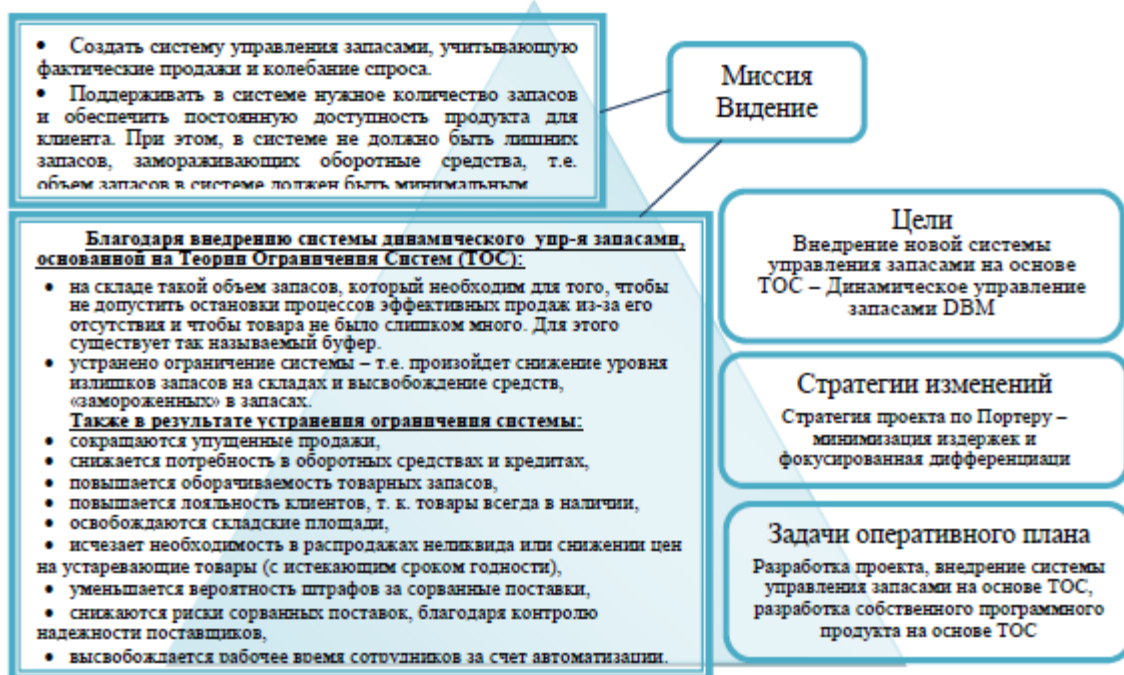 • Создать систему управления запасами, учитывающую
фактические продажи и колебание спроса.
• Поддерживать в системе нужное количество запасов
и обеспечить постоянную доступность продукта для
клиента. При этом, в системе не должно быть лишних
запасов, замораживающих оборотные средства, т.е.
объем запасов в системе должен быть минимальным
Миссия
Видение
Благодаря внедрению системы динамического упр-я запасами,
основанной на Теории Ограничения Систем (ТОС):
• на складе такой объем запасов, который необходим для того, чтобы
не допустить остановки процессов эффективных продаж из-за его
отсутствия и чтобы товара не было слишком много. Для этого
существует так называемый буфер.
• устранено ограничение системы – т.е. произойдет снижение уровня
излишков запасов на складах и высвобождение средств,
«замороженных» в запасах.
Также в результате устранения ограничения системы:
• сокращаются упущенные продажи,
• снижается потребность в оборотных средствах и кредитах,
• повышается оборачиваемость товарных запасов,
• повышается лояльность клиентов, т. к. товары всегда в наличии,
• освобождаются складские площади,
• исчезает необходимость в распродажах неликвида или снижении цен
на устаревающие товары (с истекающим сроком годности),
• уменьшается вероятность штрафов за сорванные поставки,
• снижаются риски сорванных поставок, благодаря контролю
надежности поставщиков,
• высвобождается рабочее время сотрудников за счет автоматизации.
Цели
Внедрение новой системы
управления запасами на основе
ТОС – Динамическое управление
запасами DBM
Стратегии изменений
Стратегия проекта по Портеру –
минимизация издержек и
фокусированная дифференциаци
Задачи оперативного плана
Разработка проекта, внедрение системы
управления запасами на основе ТОС,
разработка собственного программного
продукта на основе ТОС